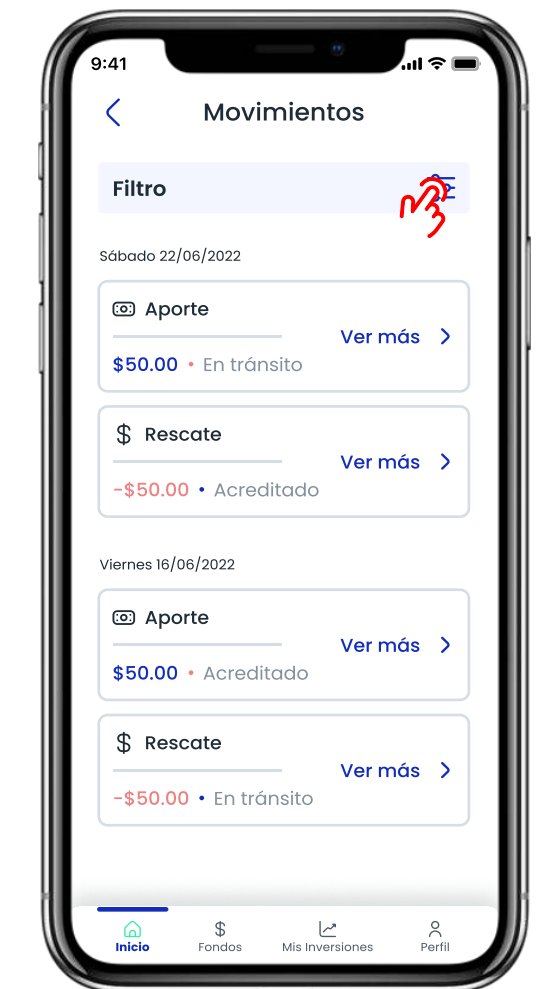 9:41
Movimientos
Filtro
Sábado 22/06/2022
Aporte
Ver más
$50.00 • En tránsito
$ Rescate
Ver más
-$50.00 • Acreditado
Viernes 16/06/2022
Aporte
Ver más
$50.00 • Acreditado
$ Rescate
Ver más
-$50.00 • En tránsito
$
Inicio Fondos Mis Inversiones Perfil